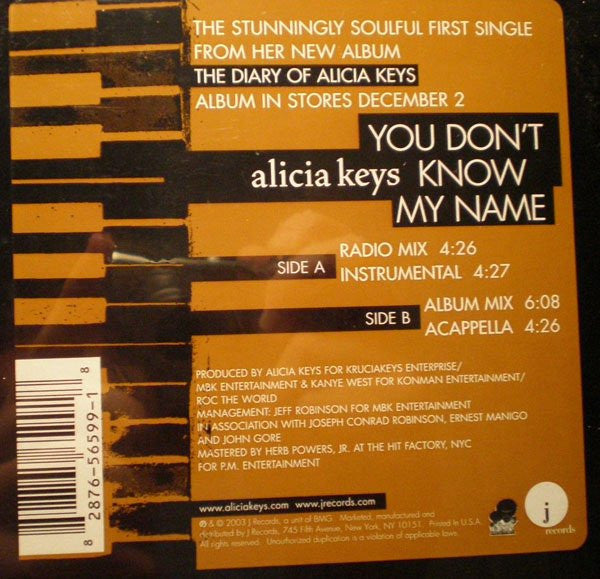 THE STUNNINGLY SOULFUL FIRST SINGLE
FROM HER NEW ALBUM
THE DIARY OF ALICIA KEYS
ALBUM IN STORES DECEMBER 2
YOU DON'T
alicia keys KNOW
MY NAME
SIDE A
RADIO MIX 4:26
INSTRUMENTAL 4:27
SIDE B
ALBUM MIX 6:08
ACAPPELLA 4:26
PRODUCED BY ALICIA KEYS FOR KRUCIAKEYS ENTERPRISE/
MBK ENTERTAINMENT & KANYE WEST FOR KONMAN ENTERTAINMENT/
ROC THE WORLD
MANAGEMENT: JEFF ROBINSON FOR MBK ENTERTAINMENT
IN ASSOCIATION WITH JOSEPH CONRAD ROBINSON, ERNEST MANIGO
AND JOHN GORE
MASTERED BY HERB POWERS, JR. AT THE HIT FACTORY, NYC
FOR P.M. ENTERTAINMENT
www.aliciakeys.com www.jrecords.com
℗ & © 2003 J Records, a unit of BMG. Marketed, manufactured and
distributed by J Records, 745 Fifth Avenue, New York, NY 10151. Printed in U.S.A.
All rights reserved. Unauthorized duplication is a violation of applicable laws.
j
records
8 2876-56599-1 8